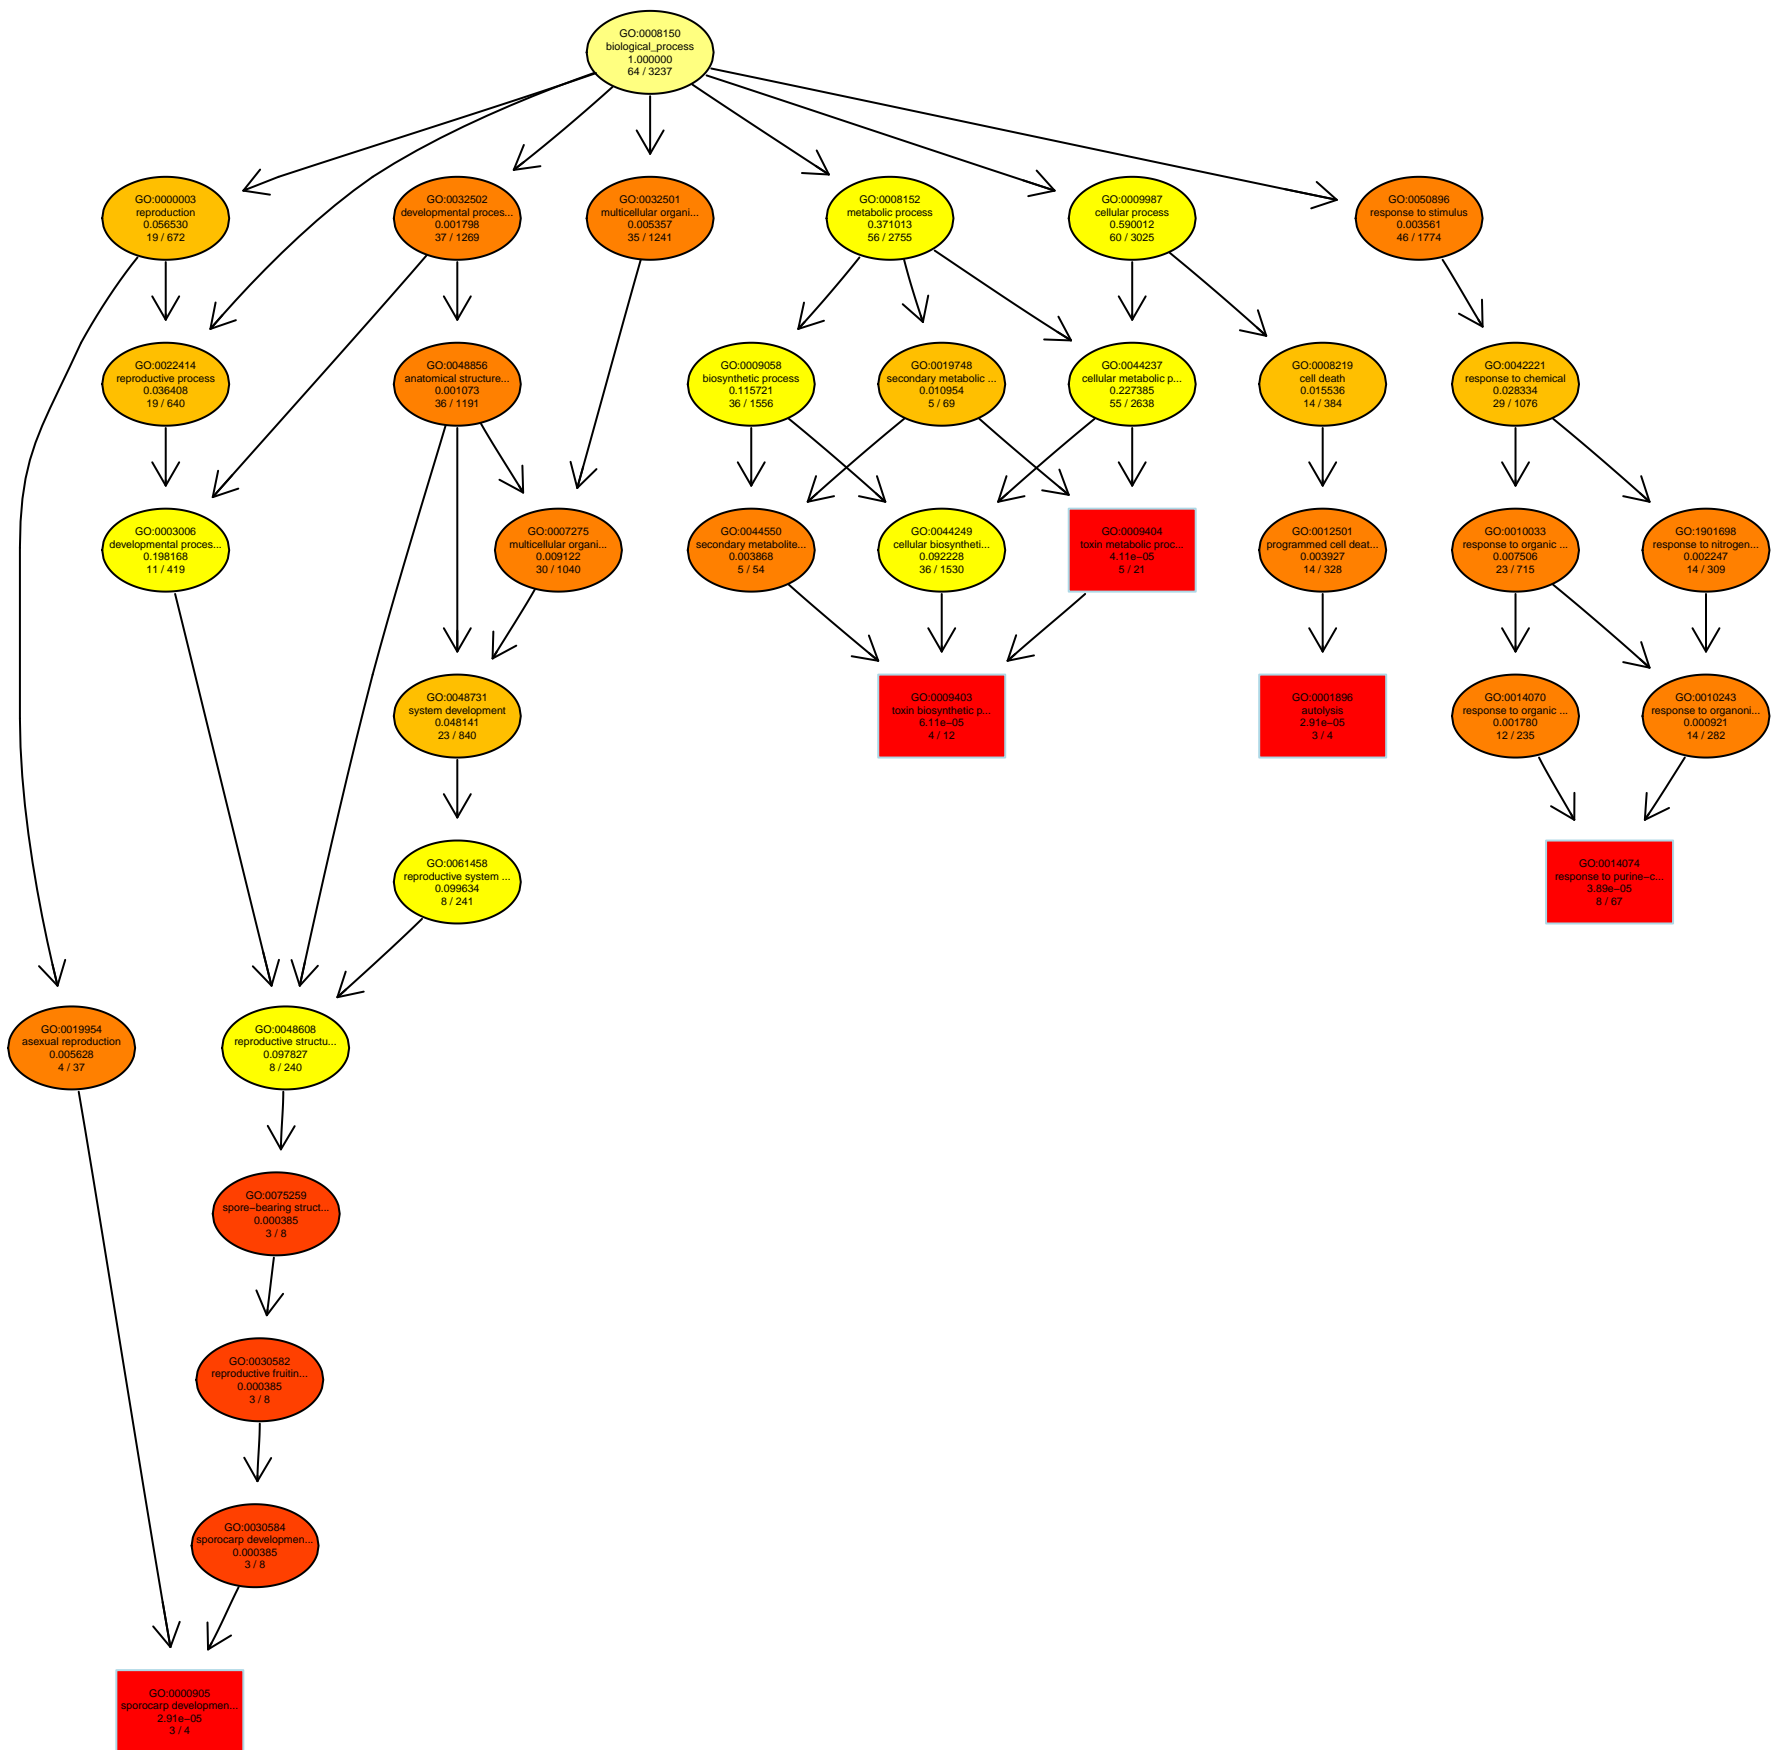 GO:0008150
biological_process
1.000000
64 / 3237
GO:0000003
reproduction
0.056530
19 / 672
GO:0032502
developmental proces...
0.001798
37 / 1269
GO:0032501
multicellular organi...
0.005357
35 / 1241
GO:0008152
metabolic process
0.371013
56 / 2755
GO:0009987
cellular process
0.590012
60 / 3025
GO:0050896
response to stimulus
0.003561
46 / 1774
GO:0022414
reproductive process
0.036408
19 / 640
GO:0048856
anatomical structure...
0.001073
36 / 1191
GO:0009058
biosynthetic process
0.115721
36 / 1556
GO:0019748
secondary metabolic ...
0.010954
5 / 69
GO:0044237
cellular metabolic p...
0.227385
55 / 2638
GO:0008219
cell death
0.015536
14 / 384
GO:0042221
response to chemical
0.028334
29 / 1076
GO:0003006
developmental proces...
0.198168
11 / 419
GO:0007275
multicellular organi...
0.009122
30 / 1040
GO:0044550
secondary metabolite...
0.003868
5 / 54
GO:0044249
cellular biosyntheti...
0.092228
36 / 1530
GO:0009404
toxin metabolic proc...
4.11e−05
5 / 21
GO:0012501
programmed cell deat...
0.003927
14 / 328
GO:0010033
response to organic ...
0.007506
23 / 715
GO:1901698
response to nitrogen...
0.002247
14 / 309
GO:0048731
system development
0.048141
23 / 840
GO:0009403
toxin biosynthetic p...
6.11e−05
4 / 12
GO:0001896
autolysis
2.91e−05
3 / 4
GO:0014070
response to organic ...
0.001780
12 / 235
GO:0010243
response to organoni...
0.000921
14 / 282
GO:0061458
reproductive system ...
0.099634
8 / 241
GO:0014074
response to purine−c...
3.89e−05
8 / 67
GO:0019954
asexual reproduction
0.005628
4 / 37
GO:0048608
reproductive structu...
0.097827
8 / 240
GO:0075259
spore−bearing struct...
0.000385
3 / 8
GO:0030582
reproductive fruitin...
0.000385
3 / 8
GO:0030584
sporocarp developmen...
0.000385
3 / 8
GO:0000905
sporocarp developmen...
2.91e−05
3 / 4